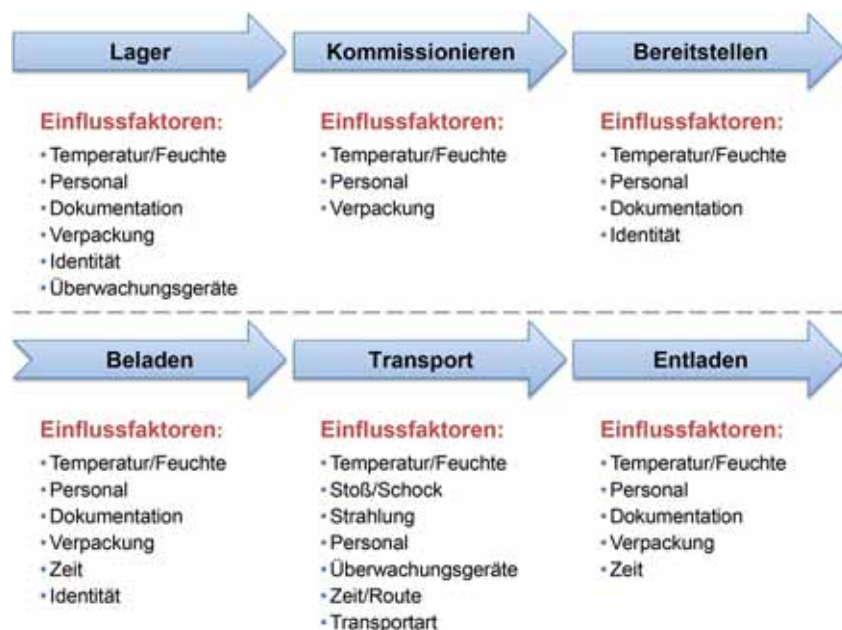 Lager
Kommissionieren
Bereitstellen
Einflussfaktoren:
• Temperatur/Feuchte
• Personal
• Dokumentation
• Verpackung
• Identität
• Überwachungsgeräte
Einflussfaktoren:
• Temperatur/Feuchte
• Personal
• Verpackung
Einflussfaktoren:
• Temperatur/Feuchte
• Personal
• Dokumentation
• Identität
Beladen
Transport
Entladen
Einflussfaktoren:
• Temperatur/Feuchte
• Personal
• Dokumentation
• Verpackung
• Zeit
• Identität
Einflussfaktoren:
• Temperatur/Feuchte
• Stoß/Schock
• Strahlung
• Personal
• Überwachungsgeräte
• Zeit/Route
• Transportart
Einflussfaktoren:
• Temperatur/Feuchte
• Personal
• Dokumentation
• Verpackung
• Zeit